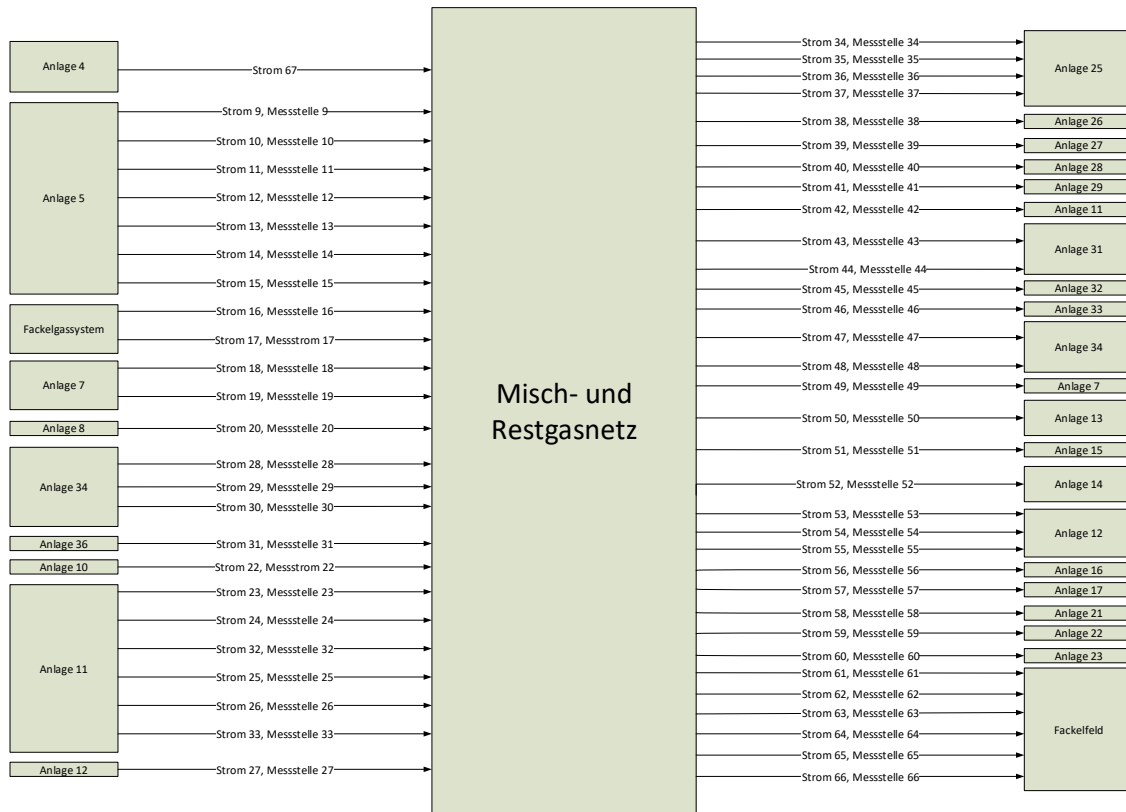 Anlage 4
Strom 67
Anlage 5
Strom 9, Messstelle 9
Strom 10, Messstelle 10
Strom 11, Messstelle 11
Strom 12, Messstelle 12
Strom 13, Messstelle 13
Strom 14, Messstelle 14
Strom 15, Messstelle 15
Fackelgassystem
Strom 16, Messstelle 16
Strom 17, Messstrom 17
Anlage 7
Strom 18, Messstelle 18
Strom 19, Messstelle 19
Anlage 8
Strom 20, Messstelle 20
Anlage 34
Strom 28, Messstelle 28
Strom 29, Messstelle 29
Strom 30, Messstelle 30
Anlage 36
Strom 31, Messstelle 31
Anlage 10
Strom 22, Messstrom 22
Anlage 11
Strom 23, Messstelle 23
Strom 24, Messstelle 24
Strom 32, Messstelle 32
Strom 25, Messstelle 25
Strom 26, Messstelle 26
Strom 33, Messstelle 33
Anlage 12
Strom 27, Messstelle 27
Misch- und
Restgasnetz
Strom 34, Messstelle 34
Strom 35, Messstelle 35
Strom 36, Messstelle 36
Strom 37, Messstelle 37
Anlage 25
Strom 38, Messstelle 38
Anlage 26
Strom 39, Messstelle 39
Anlage 27
Strom 40, Messstelle 40
Anlage 28
Strom 41, Messstelle 41
Anlage 29
Strom 42, Messstelle 42
Anlage 11
Strom 43, Messstelle 43
Strom 44, Messstelle 44
Anlage 31
Strom 45, Messstelle 45
Anlage 32
Strom 46, Messstelle 46
Anlage 33
Strom 47, Messstelle 47
Strom 48, Messstelle 48
Anlage 34
Strom 49, Messstelle 49
Anlage 7
Strom 50, Messstelle 50
Anlage 13
Strom 51, Messstelle 51
Anlage 15
Strom 52, Messstelle 52
Anlage 14
Strom 53, Messstelle 53
Strom 54, Messstelle 54
Strom 55, Messstelle 55
Anlage 12
Strom 56, Messstelle 56
Anlage 16
Strom 57, Messstelle 57
Anlage 17
Strom 58, Messstelle 58
Anlage 21
Strom 59, Messstelle 59
Anlage 22
Strom 60, Messstelle 60
Anlage 23
Strom 61, Messstelle 61
Strom 62, Messstelle 62
Strom 63, Messstelle 63
Strom 64, Messstelle 64
Strom 65, Messstelle 65
Strom 66, Messstelle 66
Fackelfeld